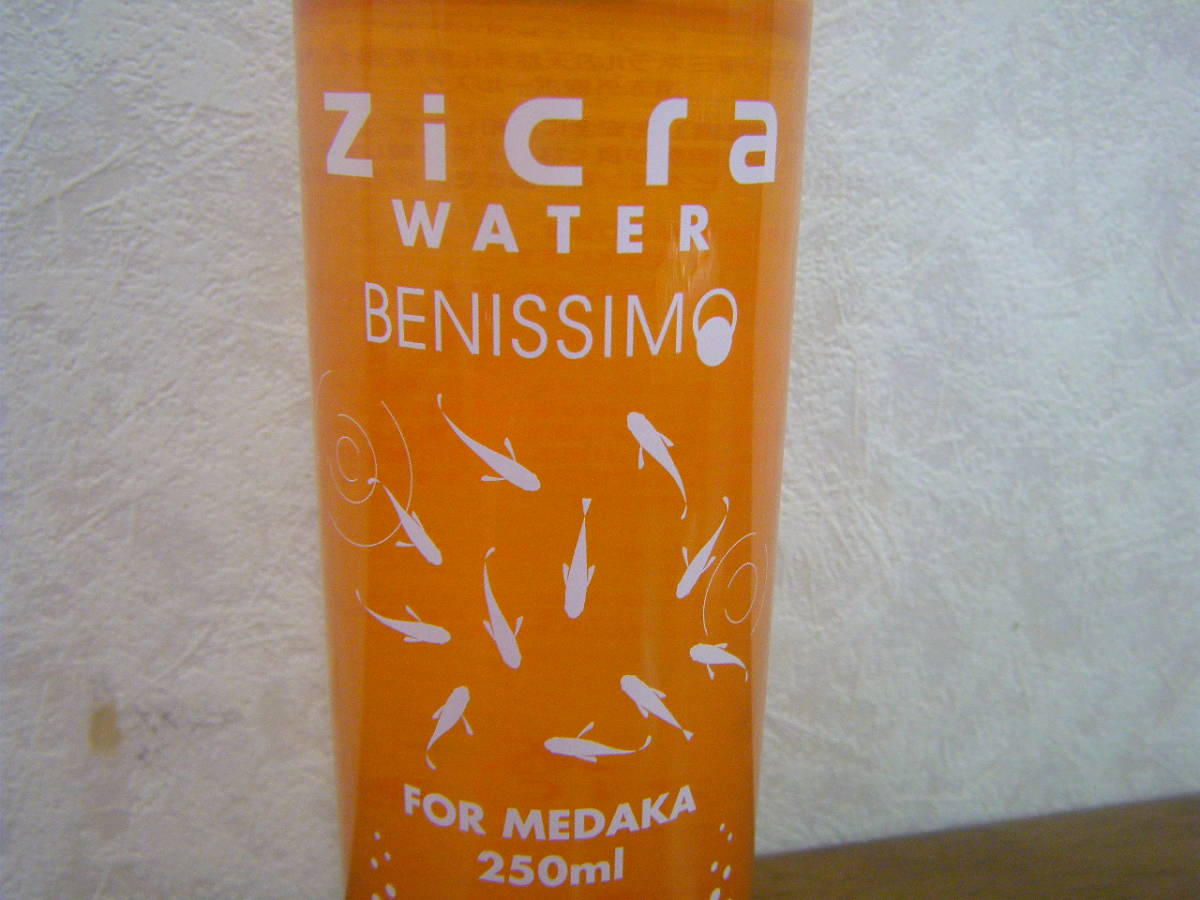 zicra
WATER
BENISSIMO
FOR MEDAKA
250ml